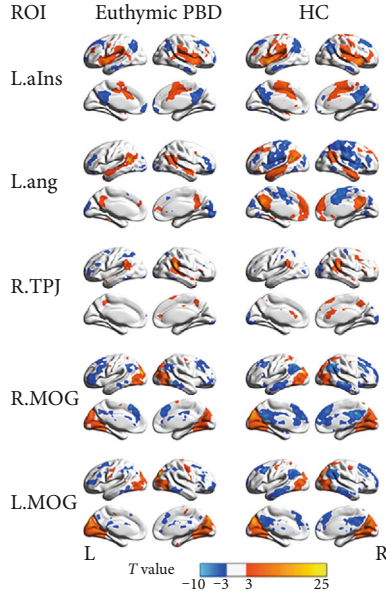 ROI Euthymic PBD HC
L.aIns
L.ang
R.TPJ
R.MOG
L.MOG
L R
T value
−10 −3 3 25